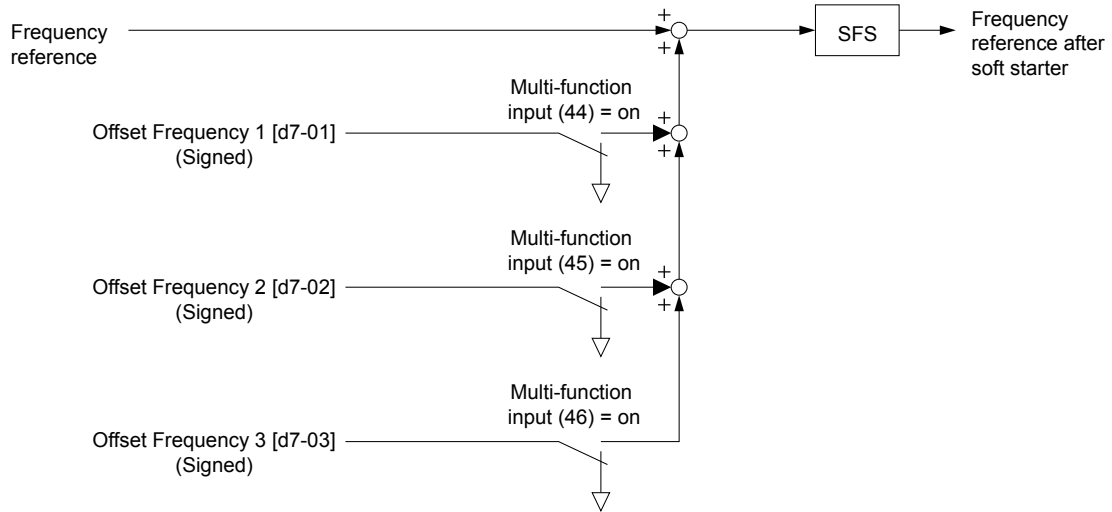 Frequency
reference
+
+
SFS
Frequency
reference after
soft starter
Multi-function
input (44) = on
Offset Frequency 1 [d7-01]
(Signed)
+
+
Multi-function
input (45) = on
Offset Frequency 2 [d7-02]
(Signed)
+
+
Multi-function
input (46) = on
Offset Frequency 3 [d7-03]
(Signed)